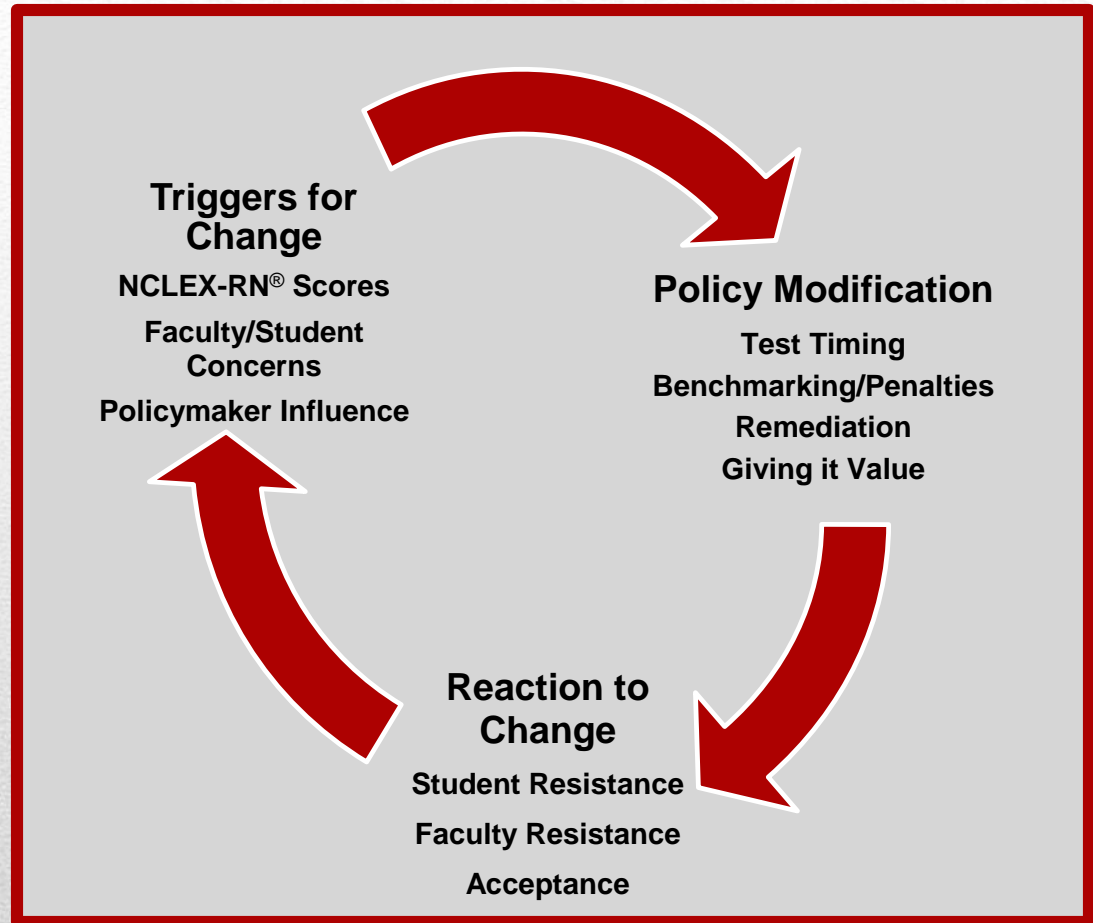 Triggers for
Change
NCLEX-RN® Scores
Faculty/Student
Concerns
Policymaker Influence
Policy Modification
Test Timing
Benchmarking/Penalties
Remediation
Giving it Value
Reaction to
Change
Student Resistance
Faculty Resistance
Acceptance